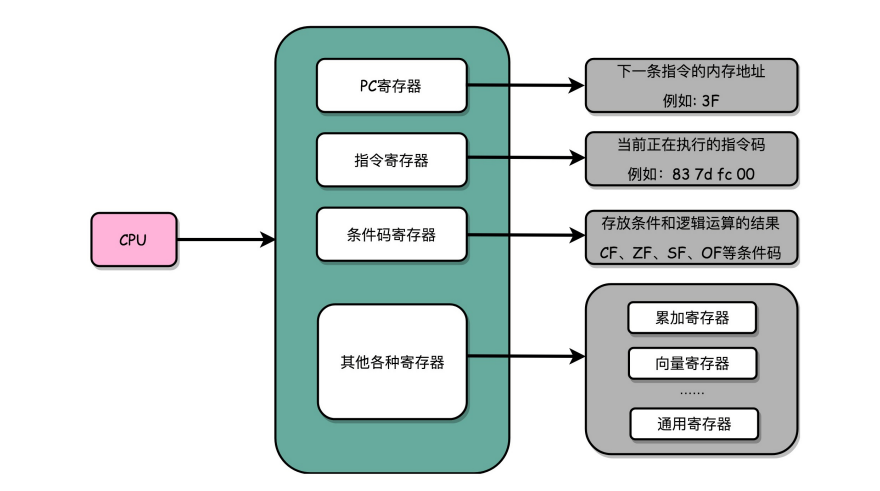 CPU
PC寄存器
下一条指令的内存地址
例如: 3F
指令寄存器
当前正在执行的指令码
例如：83 7d fc 00
条件码寄存器
存放条件和逻辑运算的结果
CF、ZF、SF、OF等条件码
其他各种寄存器
累加寄存器
向量寄存器
……
通用寄存器